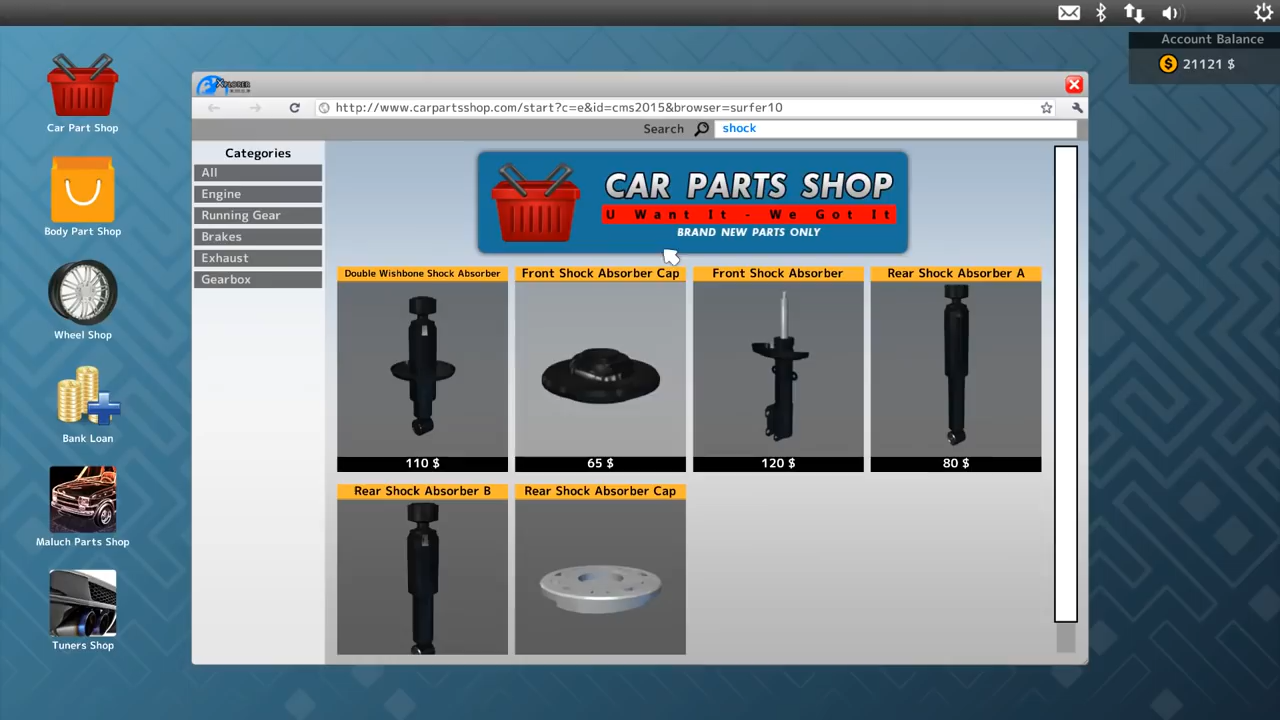 Account Balance
21121 $
Car Part Shop
Body Part Shop
Wheel Shop
Bank Loan
Maluch Parts Shop
Tuners Shop
XPLORER
http://www.carpartsshop.com/start?c=e&id=cms2015&browser=surfer10
Search
shock
Categories
All
Engine
Running Gear
Brakes
Exhaust
Gearbox
CAR PARTS SHOP
U Want It - We Got It
BRAND NEW PARTS ONLY
Double Wishbone Shock Absorber
110 $
Front Shock Absorber Cap
65 $
Front Shock Absorber
120 $
Rear Shock Absorber A
80 $
Rear Shock Absorber B
Rear Shock Absorber Cap